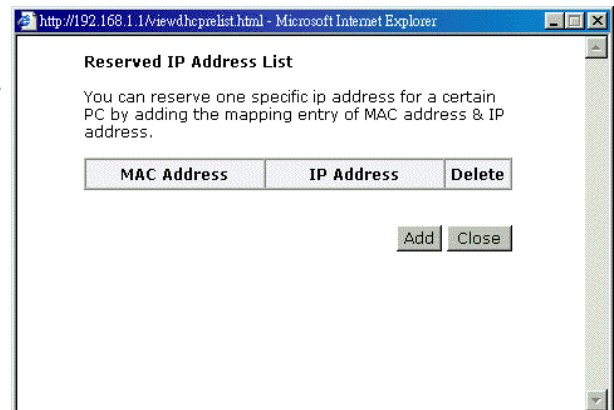 http://192.168.1.1/viewdhcprelist.html - Microsoft Internet Explorer
Reserved IP Address List
You can reserve one specific ip address for a certain
PC by adding the mapping entry of MAC address & IP
address.
MAC Address IP Address Delete
Add Close